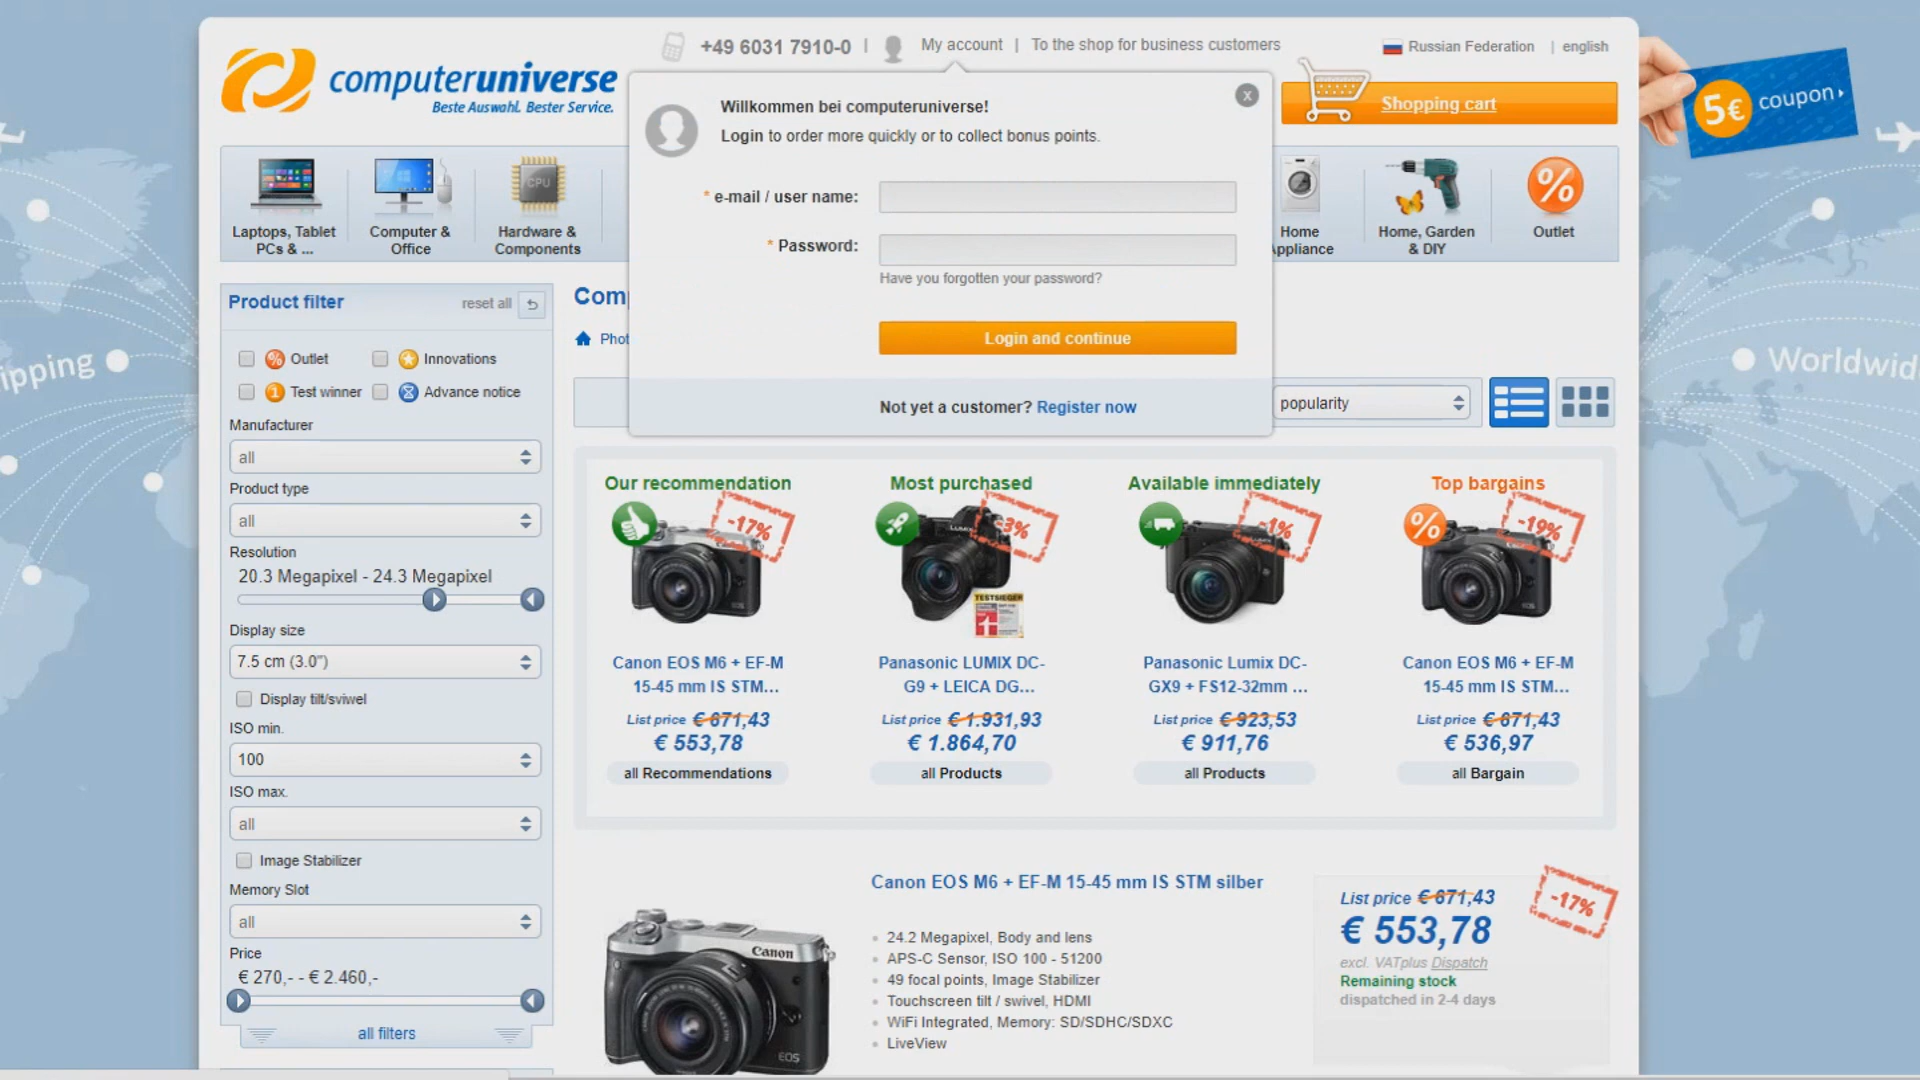 +49 6031 7910-0 | My account | To the shop for business customers
Russian Federation | english
computeruniverse
Beste Auswahl. Bester Service.
Shopping cart
5€ coupon
Willkommen bei computeruniverse!
Login to order more quickly or to collect bonus points.
* e-mail / user name:
* Password:
Have you forgotten your password?
Login and continue
Not yet a customer? Register now
Laptops, Tablet
PCs & ...
Computer &
Office
CPU
Hardware &
Components
Home
Appliance
Home, Garden
& DIY
%
Outlet
ipping
Worldwid
Product filter
reset all
Outlet
Innovations
Test winner
Advance notice
Manufacturer
all
Product type
all
Resolution
20.3 Megapixel - 24.3 Megapixel
Display size
7.5 cm (3.0")
Display tilt/sviwel
ISO min.
100
ISO max.
all
Image Stabilizer
Memory Slot
all
Price
€ 270,- - € 2.460,-
all filters
Com
Phot
popularity
Our recommendation
-17%
Canon EOS M6 + EF-M
15-45 mm IS STM...
List price € 671,43
€ 553,78
all Recommendations
Most purchased
-3%
LUMIX
TESTSIEGER
1
Panasonic LUMIX DC-
G9 + LEICA DG...
List price € 1.931,93
€ 1.864,70
all Products
Available immediately
-1%
Panasonic Lumix DC-
GX9 + FS12-32mm ...
List price € 923,53
€ 911,76
all Products
Top bargains
%
-19%
Canon EOS M6 + EF-M
15-45 mm IS STM...
List price € 671,43
€ 536,97
all Bargain
Canon EOS M6 + EF-M 15-45 mm IS STM silber
Canon
EOS
24.2 Megapixel, Body and lens
APS-C Sensor, ISO 100 - 51200
49 focal points, Image Stabilizer
Touchscreen tilt / swivel, HDMI
WiFi Integrated, Memory: SD/SDHC/SDXC
LiveView
List price € 671,43
-17%
€ 553,78
excl. VATplus Dispatch
Remaining stock
dispatched in 2-4 days